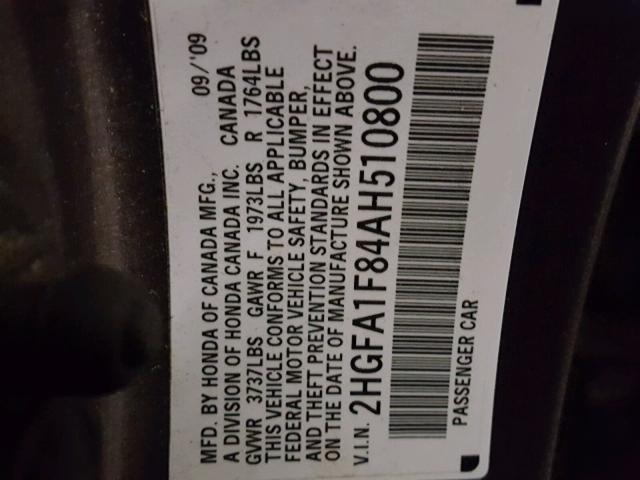 MFD. BY HONDA OF CANADA MFG., 09/'09
A DIVISION OF HONDA CANADA INC. CANADA
GVWR 3737LBS GAWR F 1973LBS R 1764LBS
THIS VEHICLE CONFORMS TO ALL APPLICABLE
FEDERAL MOTOR VEHICLE SAFETY, BUMPER,
AND THEFT PREVENTION STANDARDS IN EFFECT
ON THE DATE OF MANUFACTURE SHOWN ABOVE.
V.I.N. 2HGFA1F84AH510800
PASSENGER CAR